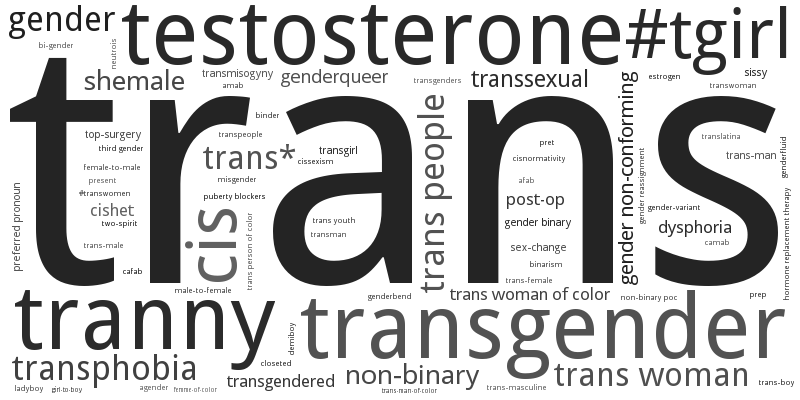 gender
testosterone
#tgirl
bi-gender
neutrois
shemale
transmisogyny
amab
genderqueer
transgenders
transsexual
estrogen
sissy
transwoman
trans
top-surgery
third gender
female-to-male
present
#transwomen
cishet
two-spirit
trans-male
cafab
preferred pronoun
binder
transpeople
trans*
misgender
puberty blockers
cis
trans person of color
male-to-female
transgirl
cissexism
trans youth
transman
trans people
pret
cisnormativity
afab
post-op
gender binary
sex-change
binarism
trans-female
gender non-conforming
gender reassignment
translatina
trans-man
genderfluid
gender-variant
dysphoria
camab
hormone replacement therapy
tranny
genderbend
trans woman of color
non-binary poc
prep
transgender
demiboy
transphobia
closeted
transgendered
non-binary
trans woman
ladyboy
girl-to-boy
agender
femme-of-color
trans-man-of-color
trans-masculine
trans-boy